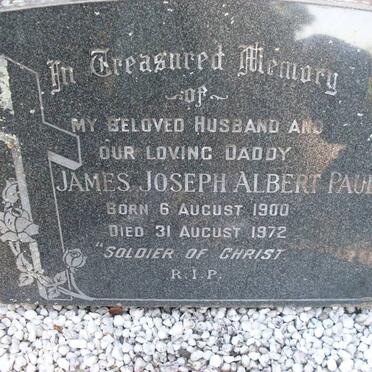 In Treasured Memory
of
MY BELOVED HUSBAND AND
OUR LOVING DADDY
JAMES JOSEPH ALBERT PAUL
BORN 6 AUGUST 1900
DIED 31 AUGUST 1972
"SOLDIER OF CHRIST
R.I.P.